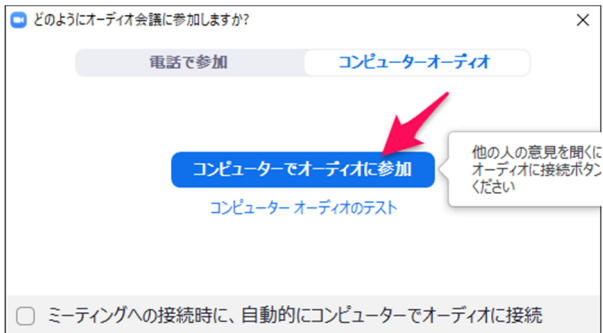 どのようにオーディオ会議に参加しますか?
電話で参加
コンピューターオーディオ
コンピューターでオーディオに参加
他の人の意見を聞くに
オーディオに接続ボタン
ください
コンピューター オーディオのテスト
ミーティングへの接続時に、自動的にコンピューターでオーディオに接続